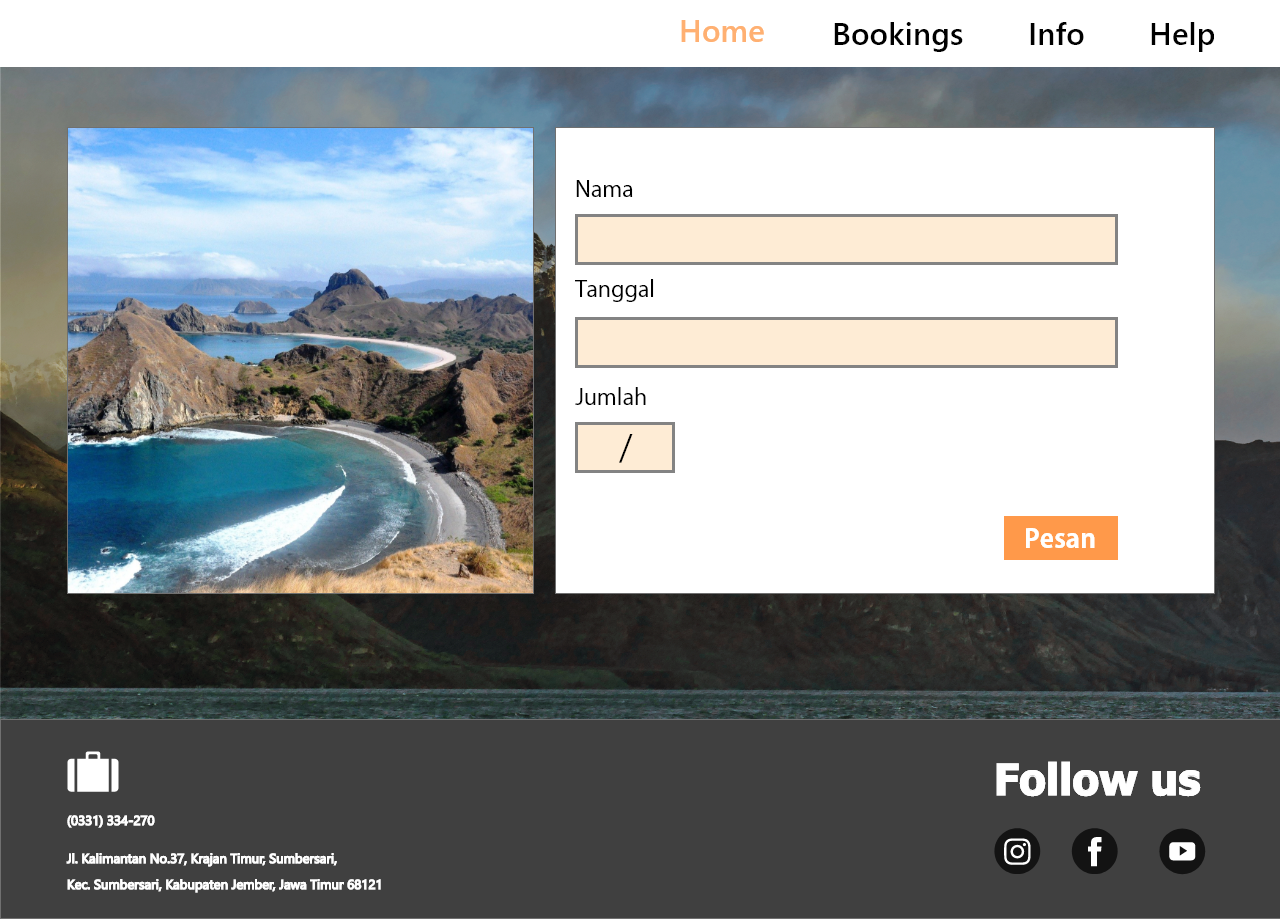 Home Bookings Info Help
Nama
Tanggal
Jumlah
/
Pesan
Follow us
(0331) 334-270
Jl. Kalimantan No.37, Krajan Timur, Sumbersari,
Kec. Sumbersari, Kabupaten Jember, Jawa Timur 68121